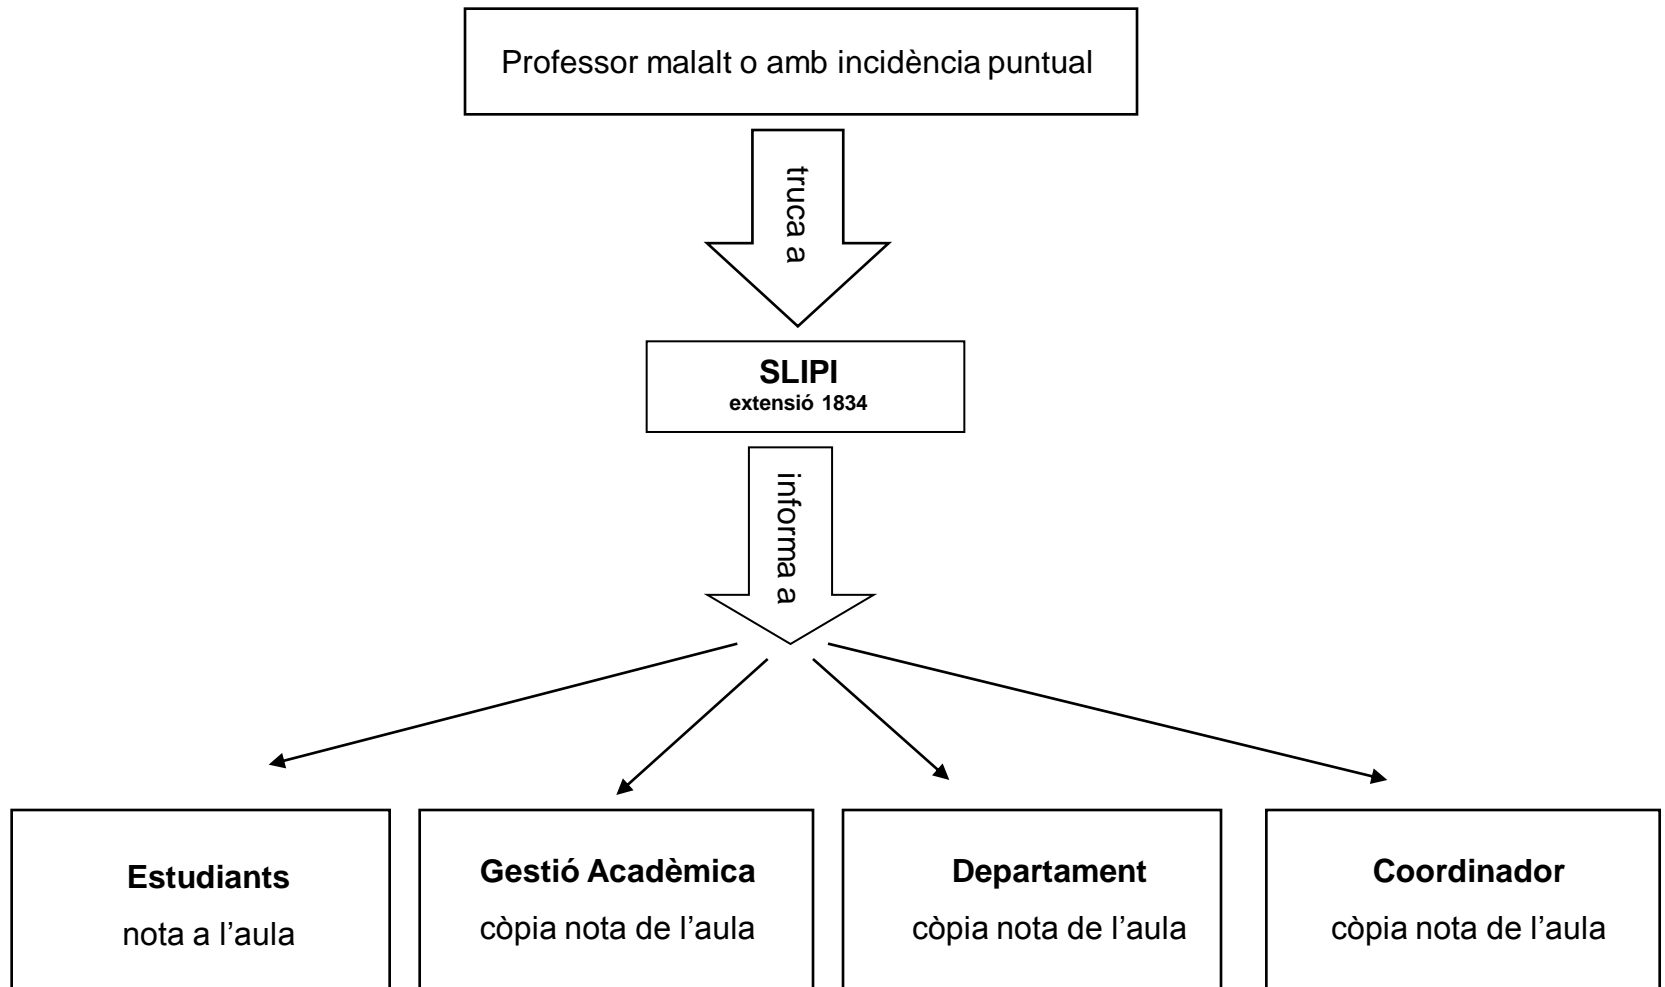 Professor malalt o amb incidència puntual
truca a
SLIPI
extensió 1834
informa a
Estudiants
nota a l’aula
Gestió Acadèmica
còpia nota de l’aula
Departament
còpia nota de l’aula
Coordinador
còpia nota de l’aula